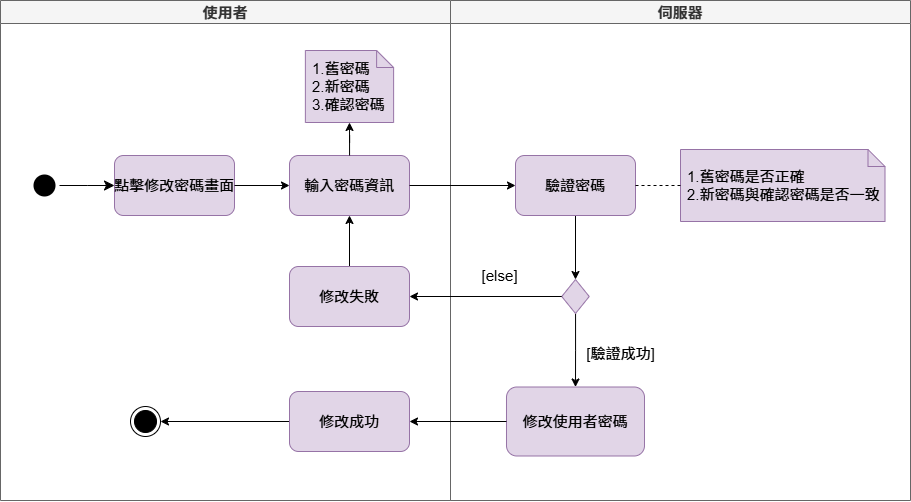 使用者
伺服器
1.舊密碼
2.新密碼
3.確認密碼
點擊修改密碼畫面
輸入密碼資訊
驗證密碼
1.舊密碼是否正確
2.新密碼與確認密碼是否一致
[else]
修改失敗
[驗證成功]
修改成功
修改使用者密碼